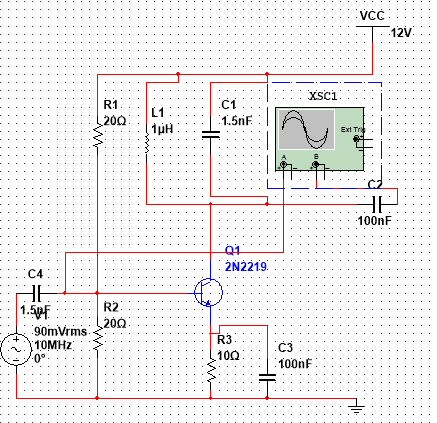 VCC
12V
XSC1
R1
20Ω
L1
1µH
C1
1.5nF
Ext Trig
A
B
C2
100nF
Q1
2N2219
C4
1.5nF
V1
90mVrms
10MHz
0°
R2
20Ω
R3
10Ω
C3
100nF